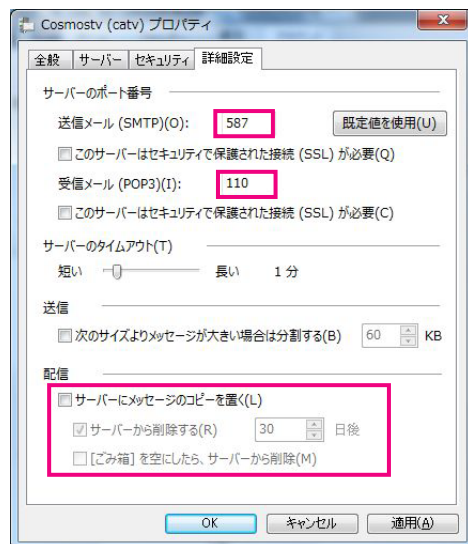 Cosmostv (catv) プロパティ
全般 サーバー セキュリティ 詳細設定
サーバーのポート番号
送信メール (SMTP)(O): 587 既定値を使用(U)
このサーバーはセキュリティで保護された接続 (SSL) が必要(Q)
受信メール (POP3)(I): 110
このサーバーはセキュリティで保護された接続 (SSL) が必要(C)
サーバーのタイムアウト(T)
短い 長い 1 分
送信
次のサイズよりメッセージが大きい場合は分割する(B) 60 KB
配信
サーバーにメッセージのコピーを置く(L)
サーバーから削除する(R) 30 日後
[ごみ箱] を空にしたら、サーバーから削除(M)
OK キャンセル 適用(A)